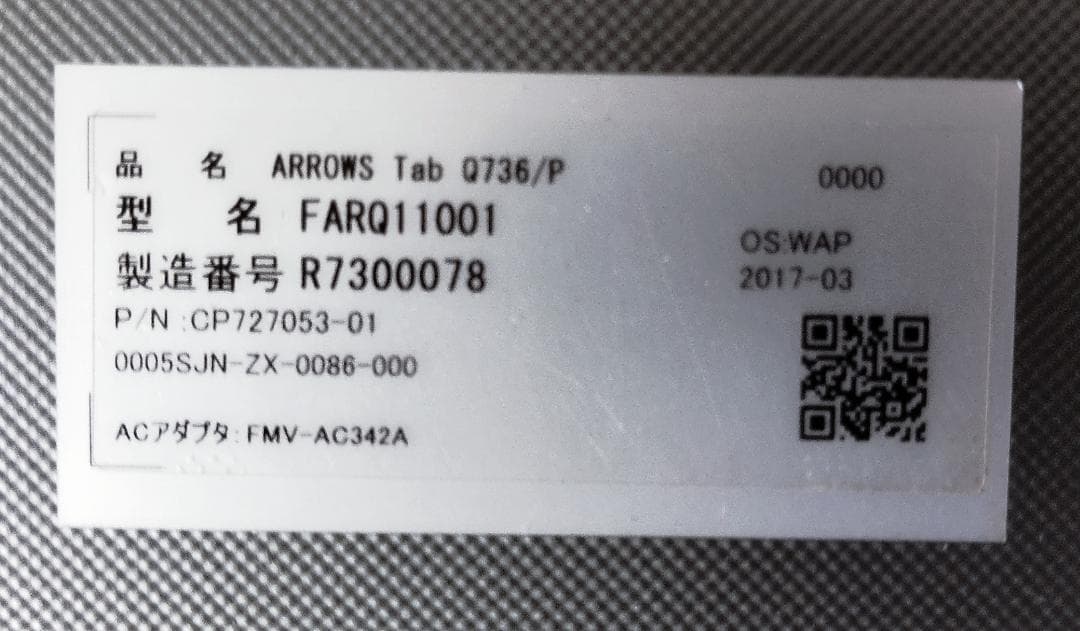 品 名 ARROWS Tab Q736/P
0000
型 名 FARQ11001
製造番号 R7300078
OS:WAP
2017-03
P/N :CP727053-01
0005SJN-ZX-0086-000
ACアダプタ:FMV-AC342A